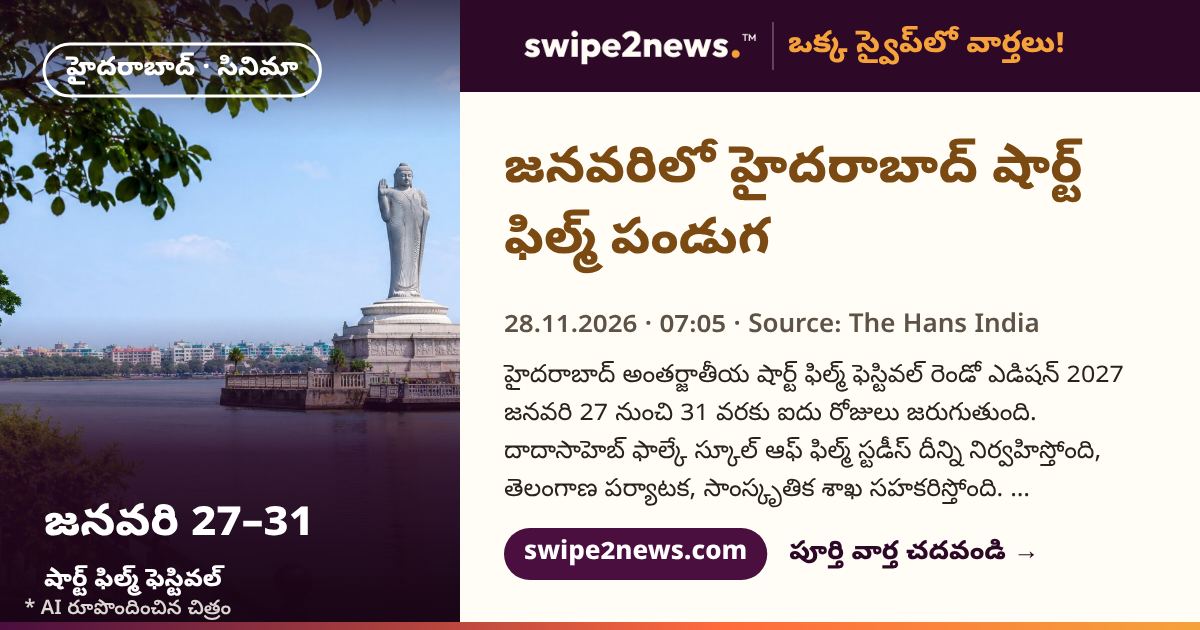 హైదరాబాద్ · సినిమా
జనవరి 27–31
షార్ట్ ఫిల్మ్ ఫెస్టివల్
* AI రూపొందించిన చిత్రం
swipe2news.™
ఒక్క స్వైప్‌లో వార్తలు!
జనవరిలో హైదరాబాద్ షార్ట్
ఫిల్మ్ పండుగ
28.11.2026 · 07:05 · Source: The Hans India
హైదరాబాద్ అంతర్జాతీయ షార్ట్ ఫిల్మ్ ఫెస్టివల్ రెండో ఎడిషన్ 2027
జనవరి 27 నుంచి 31 వరకు ఐదు రోజులు జరుగుతుంది.
దాదాసాహెబ్ ఫాల్కే స్కూల్ ఆఫ్ ఫిల్మ్ స్టడీస్ దీన్ని నిర్వహిస్తోంది,
తెలంగాణ పర్యాటక, సాంస్కృతిక శాఖ సహకరిస్తోంది. ...
swipe2news.com
పూర్తి వార్త చదవండి →